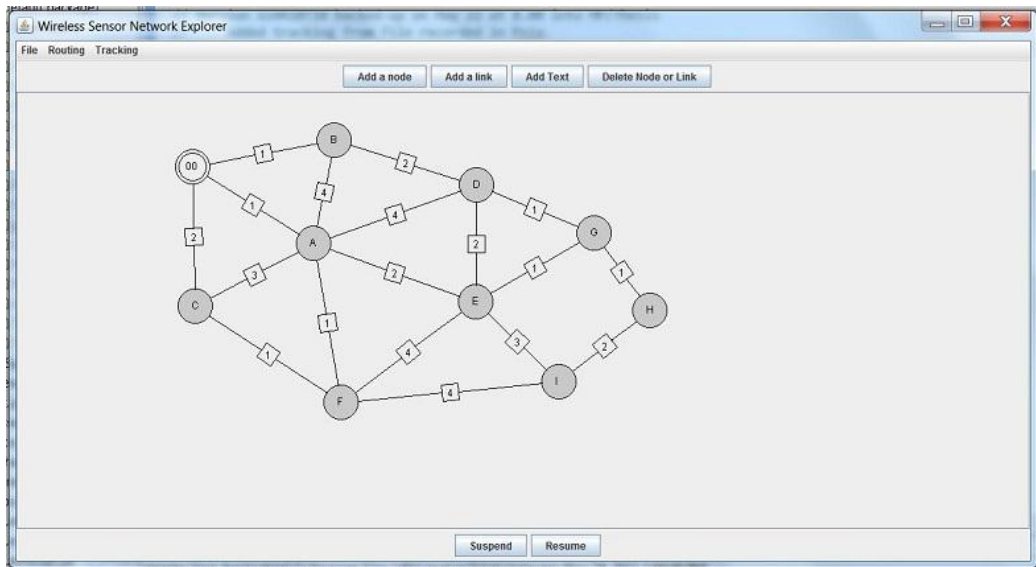 Wireless Sensor Network Explorer
File Routing Tracking
Add a node Add a link Add Text Delete Node or Link
B
1
2
00
D
4
1
1
4
G
2
A
2
3
2
1
1
C
E
H
1
3
2
1
4
I
4
F
Suspend Resume